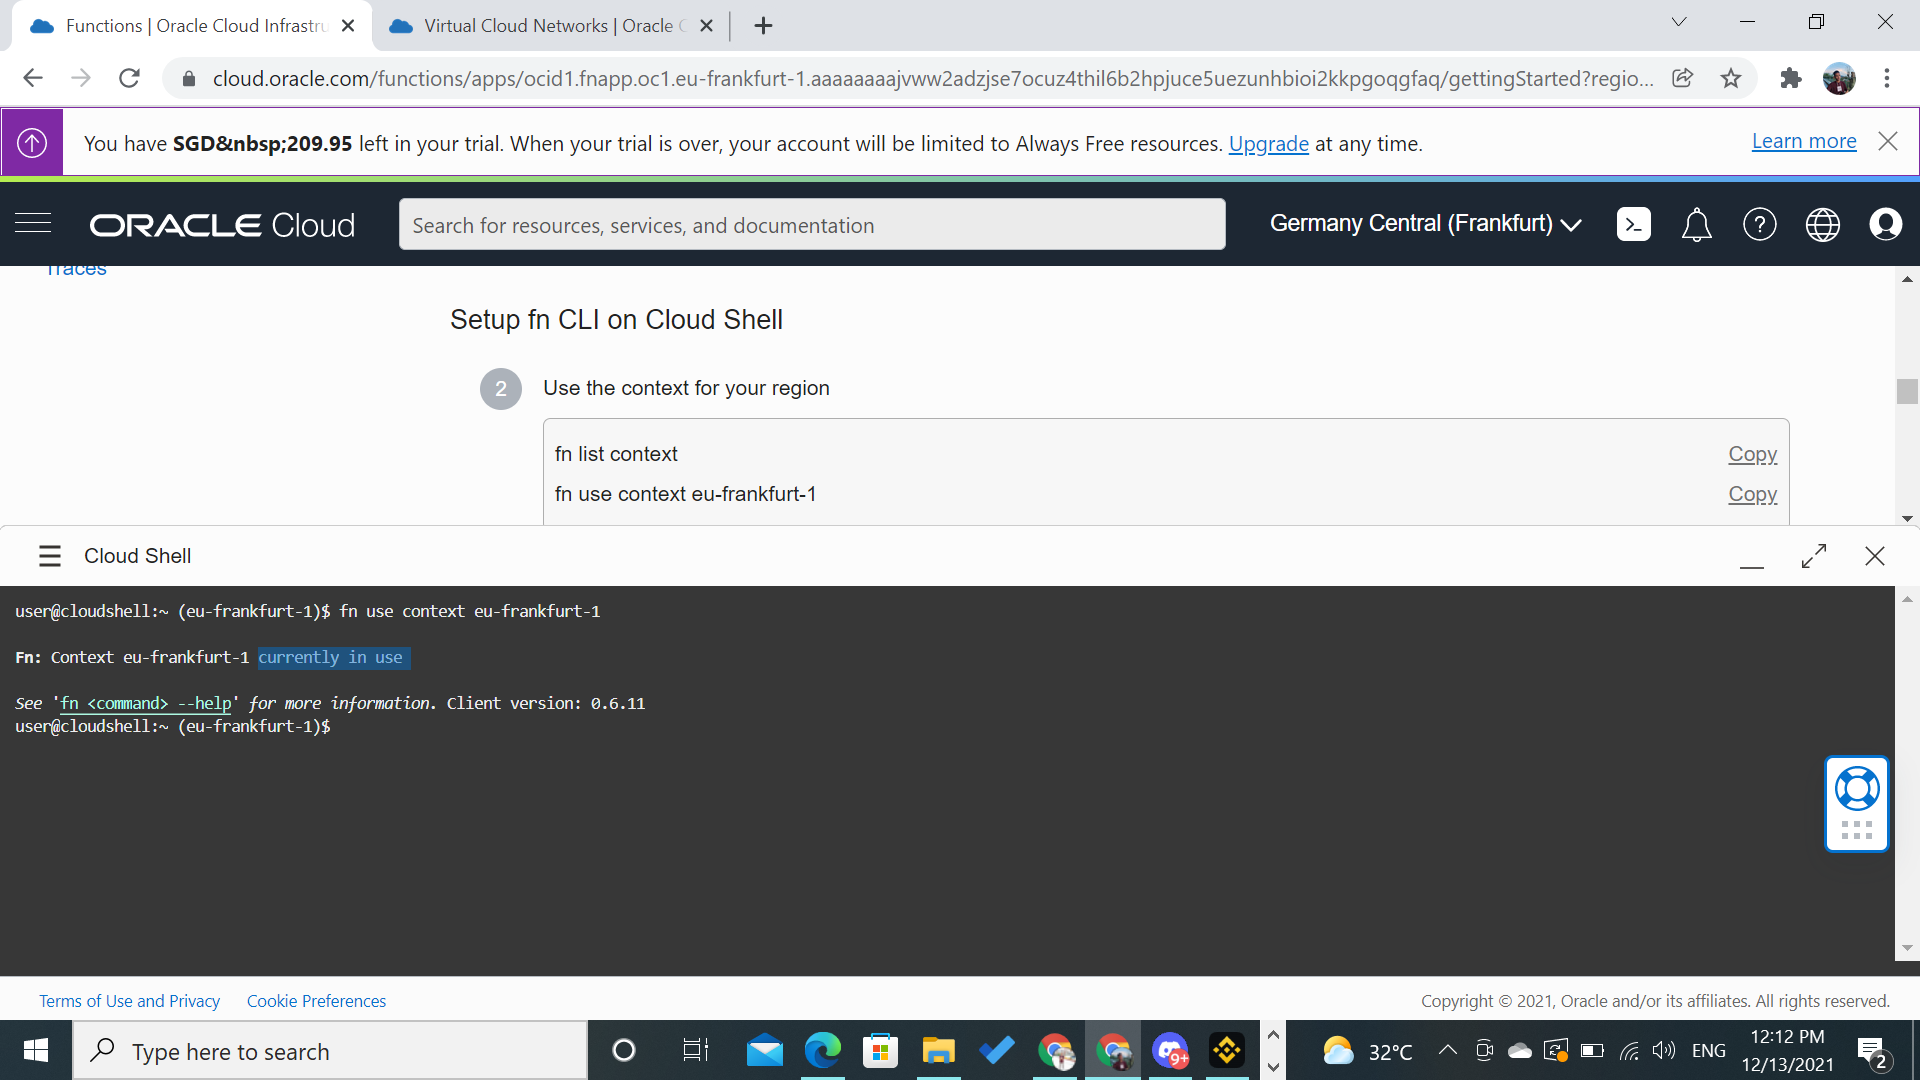 Functions | Oracle Cloud Infrastru
Virtual Cloud Networks | Oracle C
cloud.oracle.com/functions/apps/ocid1.fnapp.oc1.eu-frankfurt-1.aaaaaaaajvww2adzjse7ocuz4thil6b2hpjuce5uezunhbioi2kkpgoqgfaq/gettingStarted?regio...
You have SGD&nbsp;209.95 left in your trial. When your trial is over, your account will be limited to Always Free resources. Upgrade at any time.
Learn more
ORACLE Cloud
Search for resources, services, and documentation
Germany Central (Frankfurt)
Traces
Setup fn CLI on Cloud Shell
2
Use the context for your region
fn list context
Copy
fn use context eu-frankfurt-1
Copy
Cloud Shell
user@cloudshell:~ (eu-frankfurt-1)$ fn use context eu-frankfurt-1
Fn: Context eu-frankfurt-1 currently in use
See 'fn <command> --help' for more information. Client version: 0.6.11
user@cloudshell:~ (eu-frankfurt-1)$
Terms of Use and Privacy
Cookie Preferences
Copyright © 2021, Oracle and/or its affiliates. All rights reserved.
Type here to search
9+
32°C
ENG
12:12 PM
12/13/2021
2